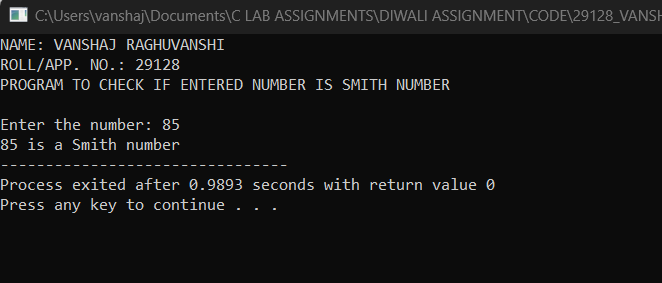 C:\Users\vanshaj\Documents\C LAB ASSIGNMENTS\DIWALI ASSIGNMENT\CODE\29128_VANSH
NAME: VANSHAJ RAGHUVANSHI
ROLL/APP. NO.: 29128
PROGRAM TO CHECK IF ENTERED NUMBER IS SMITH NUMBER
Enter the number: 85
85 is a Smith number
--------------------------------
Process exited after 0.9893 seconds with return value 0
Press any key to continue . . .